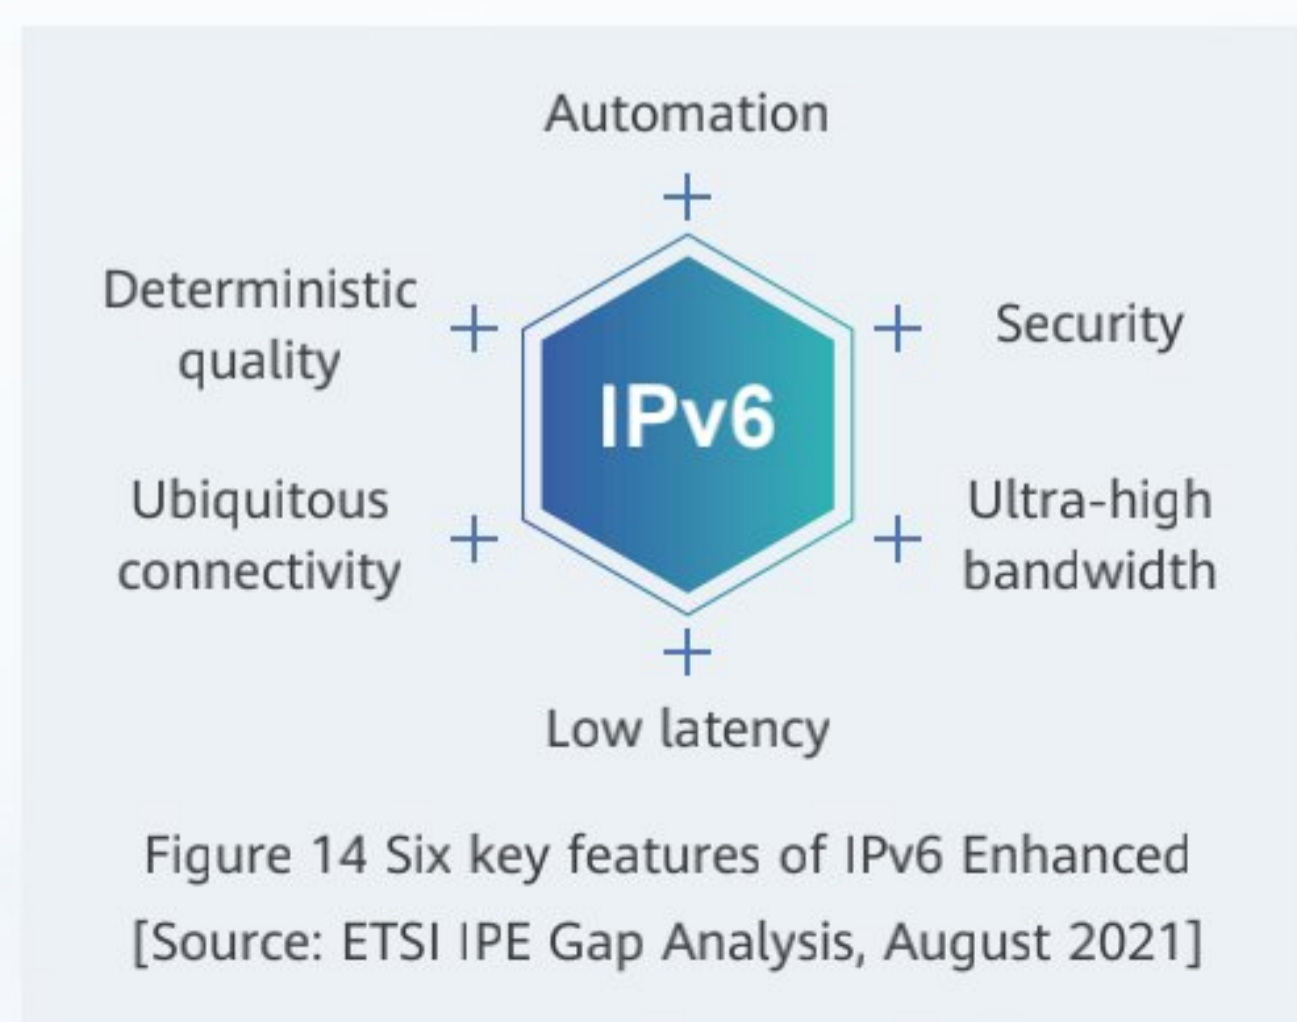 Automation
Deterministic
quality
Security
IPv6
Ubiquitous
connectivity
Ultra-high
bandwidth
Low latency
Figure 14 Six key features of IPv6 Enhanced
[Source: ETSI IPE Gap Analysis, August 2021]